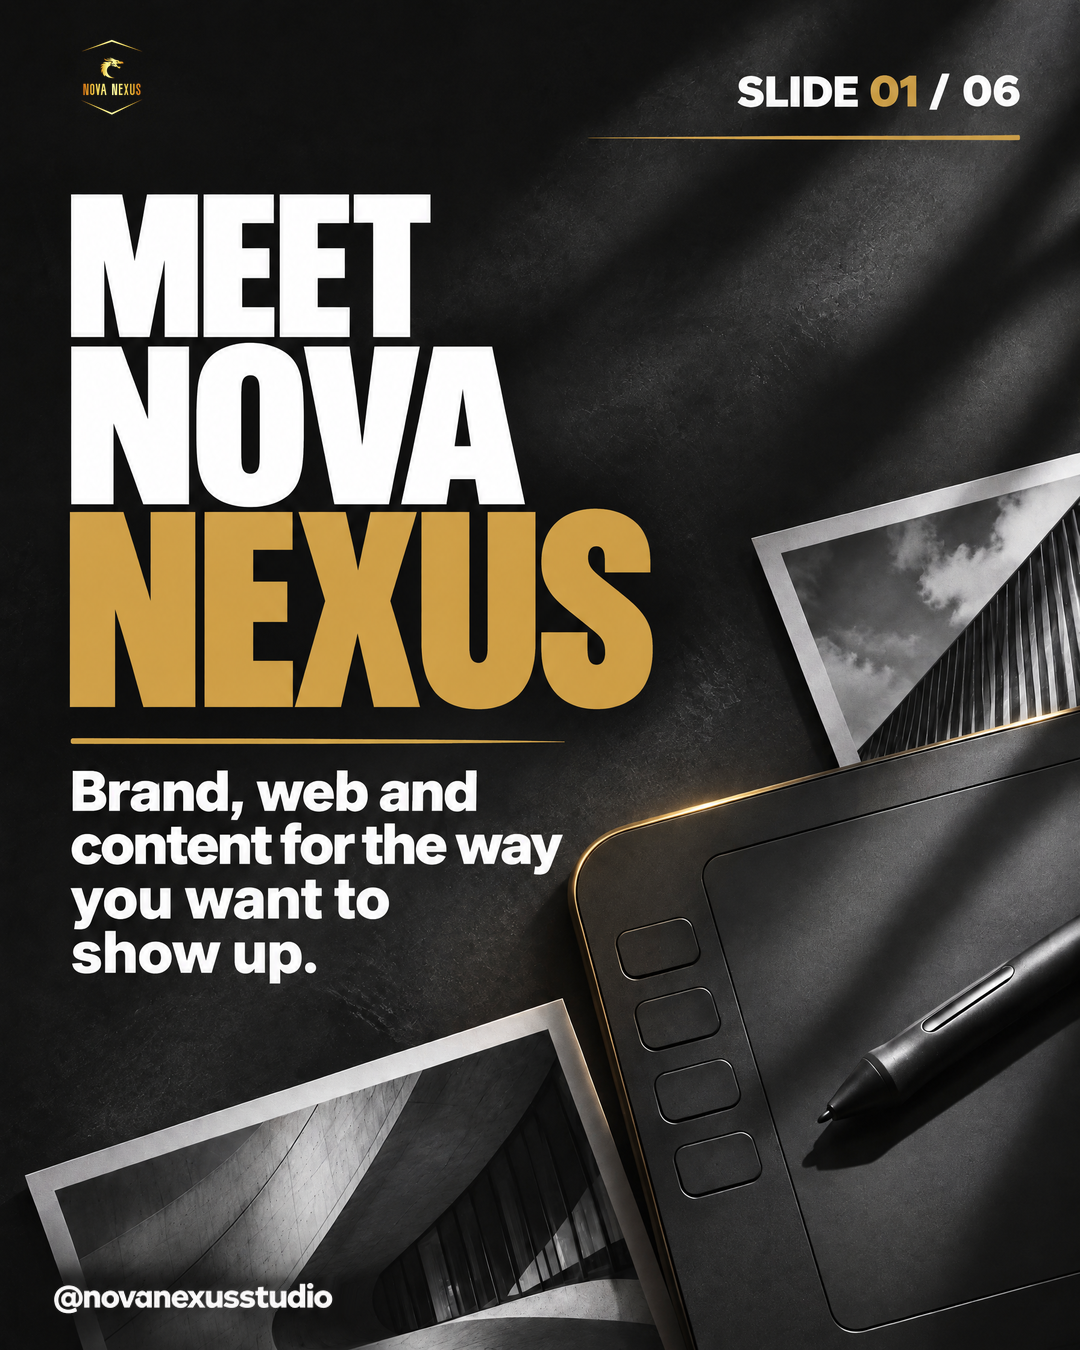 NOVA NEXUS
SLIDE 01 / 06
MEET
NOVA
NEXUS
Brand, web and
content for the way
you want to
show up.
@novanexusstudio